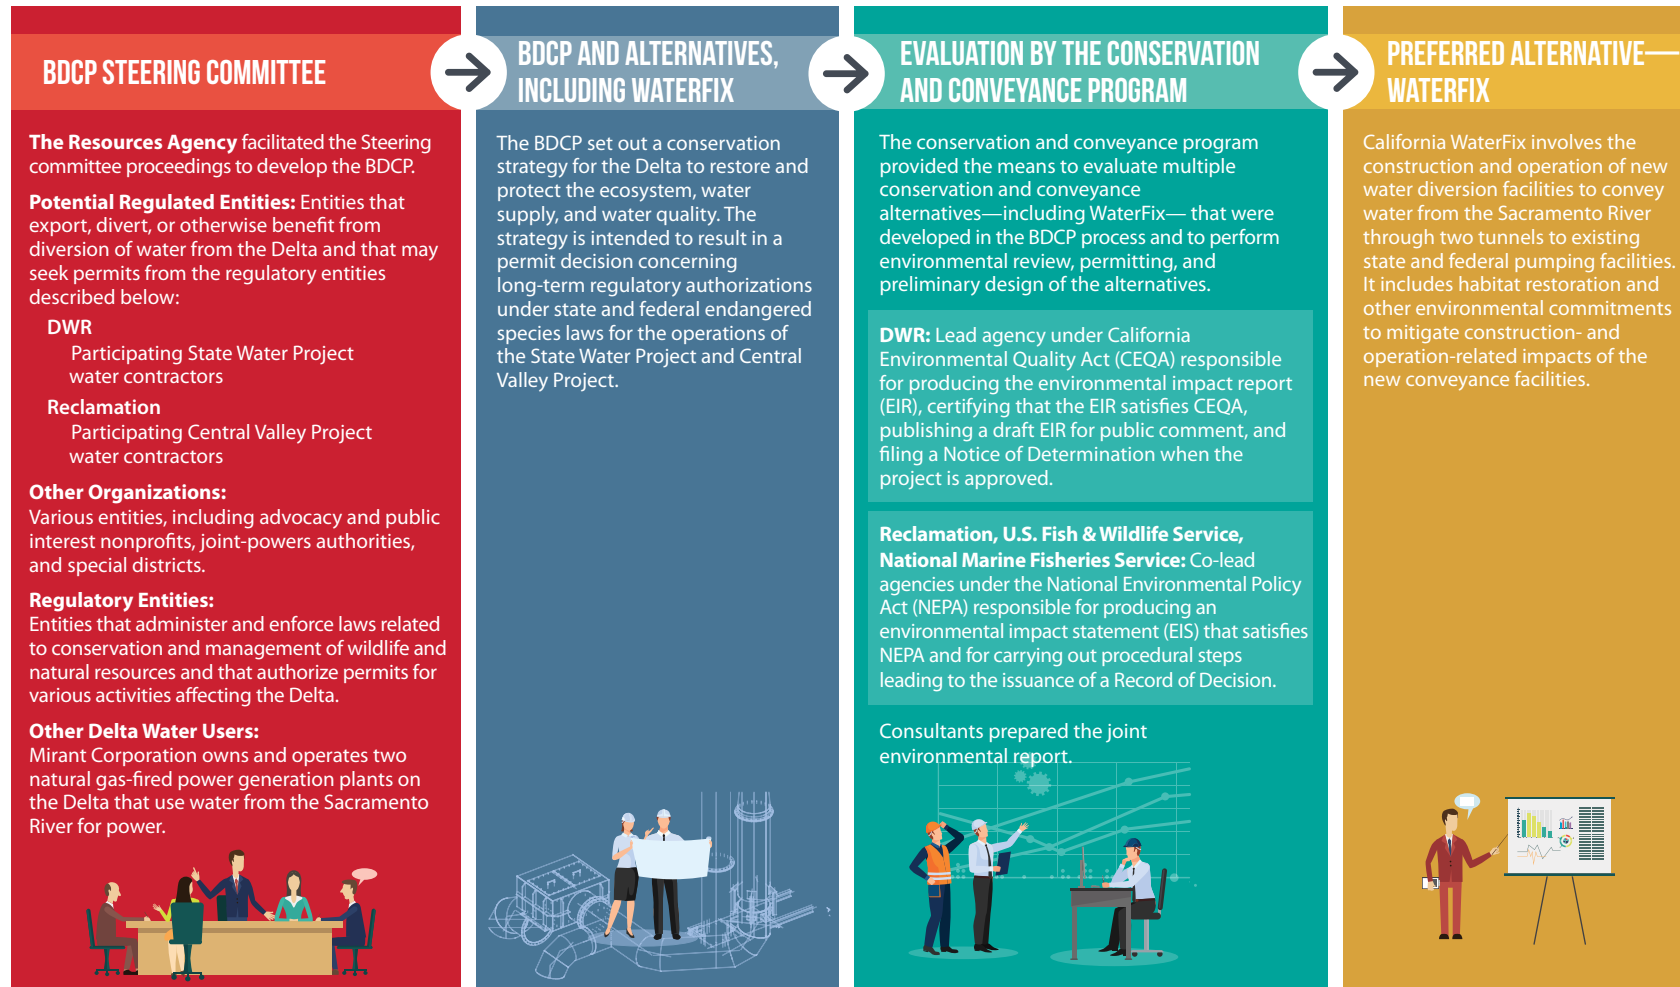 BDCP STEERING COMMITTEE
The Resources Agency facilitated the Steering
committee proceedings to develop the BDCP.
Potential Regulated Entities: Entities that
export, divert, or otherwise benefit from
diversion of water from the Delta and that may
seek permits from the regulatory entities
described below:
DWR
Participating State Water Project
water contractors
Reclamation
Participating Central Valley Project
water contractors
Other Organizations:
Various entities, including advocacy and public
interest nonprofits, joint-powers authorities,
and special districts.
Regulatory Entities:
Entities that administer and enforce laws related
to conservation and management of wildlife and
natural resources and that authorize permits for
various activities affecting the Delta.
Other Delta Water Users:
Mirant Corporation owns and operates two
natural gas-fired power generation plants on
the Delta that use water from the Sacramento
River for power.
BDCP AND ALTERNATIVES,
INCLUDING WATERFIX
The BDCP set out a conservation
strategy for the Delta to restore and
protect the ecosystem, water
supply, and water quality. The
strategy is intended to result in a
permit decision concerning
long-term regulatory authorizations
under state and federal endangered
species laws for the operations of
the State Water Project and Central
Valley Project.
EVALUATION BY THE CONSERVATION
AND CONVEYANCE PROGRAM
The conservation and conveyance program
provided the means to evaluate multiple
conservation and conveyance
alternatives—including WaterFix— that were
developed in the BDCP process and to perform
environmental review, permitting, and
preliminary design of the alternatives.
DWR: Lead agency under California
Environmental Quality Act (CEQA) responsible
for producing the environmental impact report
(EIR), certifying that the EIR satisfies CEQA,
publishing a draft EIR for public comment, and
filing a Notice of Determination when the
project is approved.
Reclamation, U.S. Fish & Wildlife Service,
National Marine Fisheries Service: Co-lead
agencies under the National Environmental Policy
Act (NEPA) responsible for producing an
environmental impact statement (EIS) that satisfies
NEPA and for carrying out procedural steps
leading to the issuance of a Record of Decision.
Consultants prepared the joint
environmental report.
PREFERRED ALTERNATIVE—
WATERFIX
California WaterFix involves the
construction and operation of new
water diversion facilities to convey
water from the Sacramento River
through two tunnels to existing
state and federal pumping facilities.
It includes habitat restoration and
other environmental commitments
to mitigate construction- and
operation-related impacts of the
new conveyance facilities.